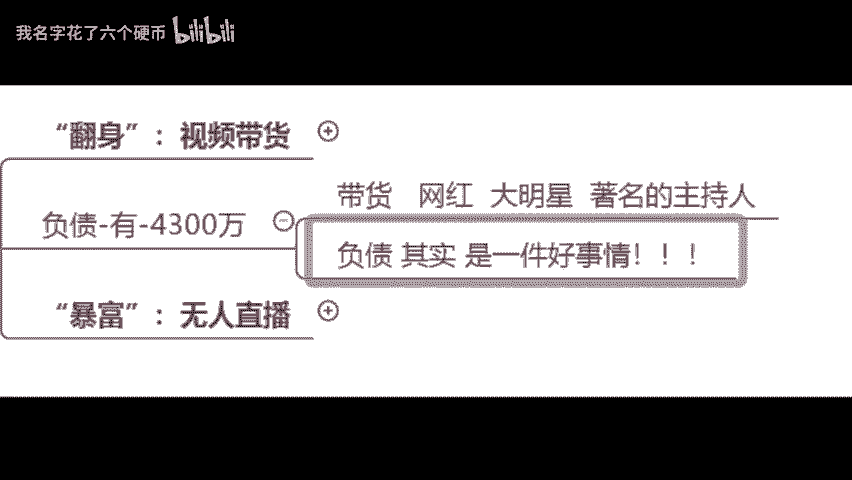 我名字花了六个硬币 bilibili
“翻身”：视频带货
带货 网红 大明星 著名的主持人
负债-有-4300万
负债 其实 是一件好事情！！！
“暴富”：无人直播